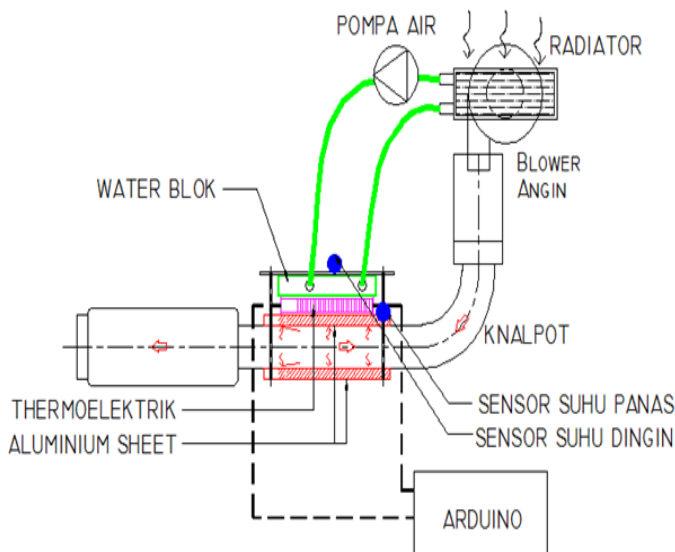 POMPA AIR
RADIATOR
BLOWER
ANGIN
WATER BLOK
KNALPOT
THERMOELEKTRIK
ALUMINIUM SHEET
SENSOR SUHU PANAS
SENSOR SUHU DINGIN
ARDUINO